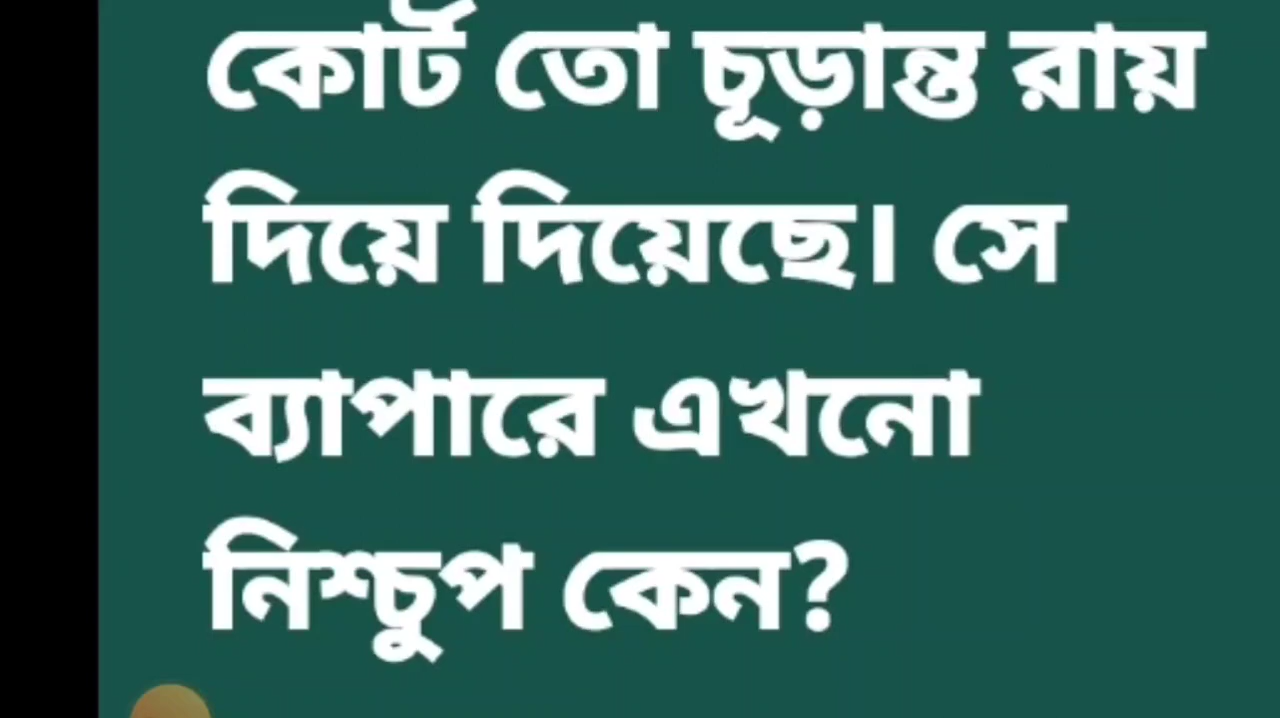 কোর্ট তো চূড়ান্ত রায়
দিয়ে দিয়েছে। সে
ব্যাপারে এখনো
নিশ্চুপ কেন?